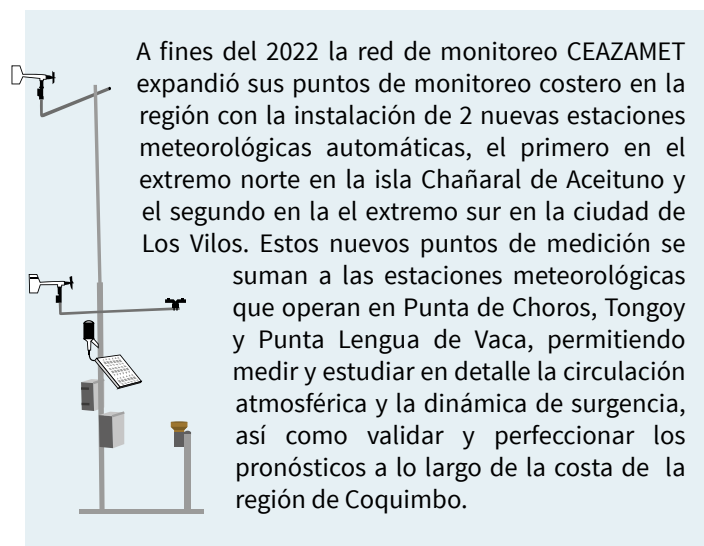 A fines del 2022 la red de monitoreo CEAZAMET
expandió sus puntos de monitoreo costero en la
región con la instalación de 2 nuevas estaciones
meteorológicas automáticas, el primero en el
extremo norte en la isla Chañaral de Aceituno y
el segundo en la el extremo sur en la ciudad de
Los Vilos. Estos nuevos puntos de medición se
suman a las estaciones meteorológicas
que operan en Punta de Choros, Tongoy
y Punta Lengua de Vaca, permitiendo
medir y estudiar en detalle la circulación
atmosférica y la dinámica de surgencia,
así como validar y perfeccionar los
pronósticos a lo largo de la costa de la
región de Coquimbo.